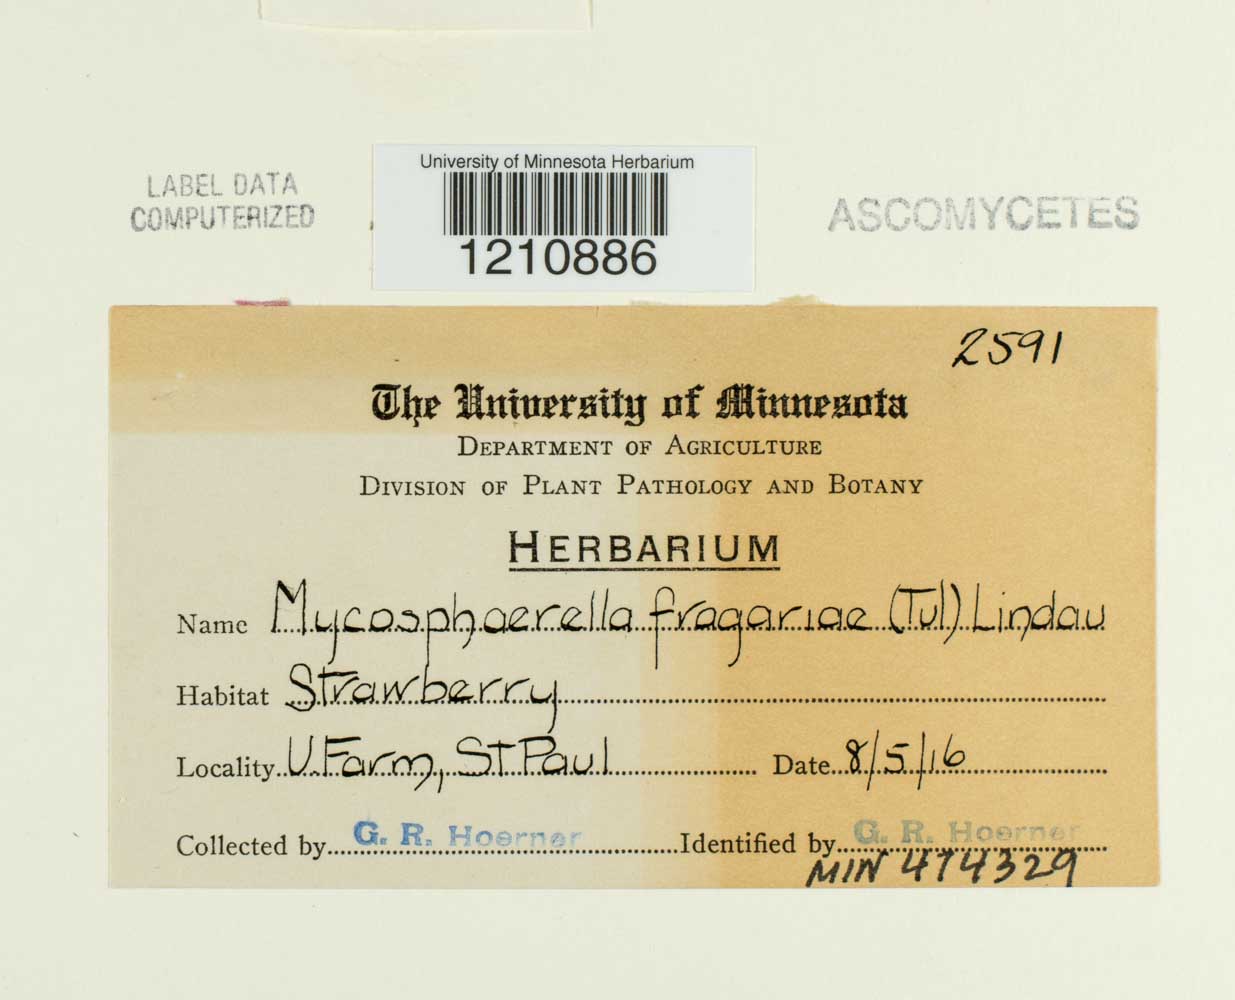 University of Minnesota Herbarium
LABEL DATA
COMPUTERIZED
1210886
ASCOMYCETES
2591
The University of Minnesota
DEPARTMENT OF AGRICULTURE
DIVISION OF PLANT PATHOLOGY AND BOTANY
HERBARIUM
Name Mycosphaerella fragariae (Tul) Lindau
Habitat Strawberry
Locality U. Farm, St Paul Date 8/5/16
Collected by G. R. Hoerner Identified by G. R. Hoerner
MIN 474329